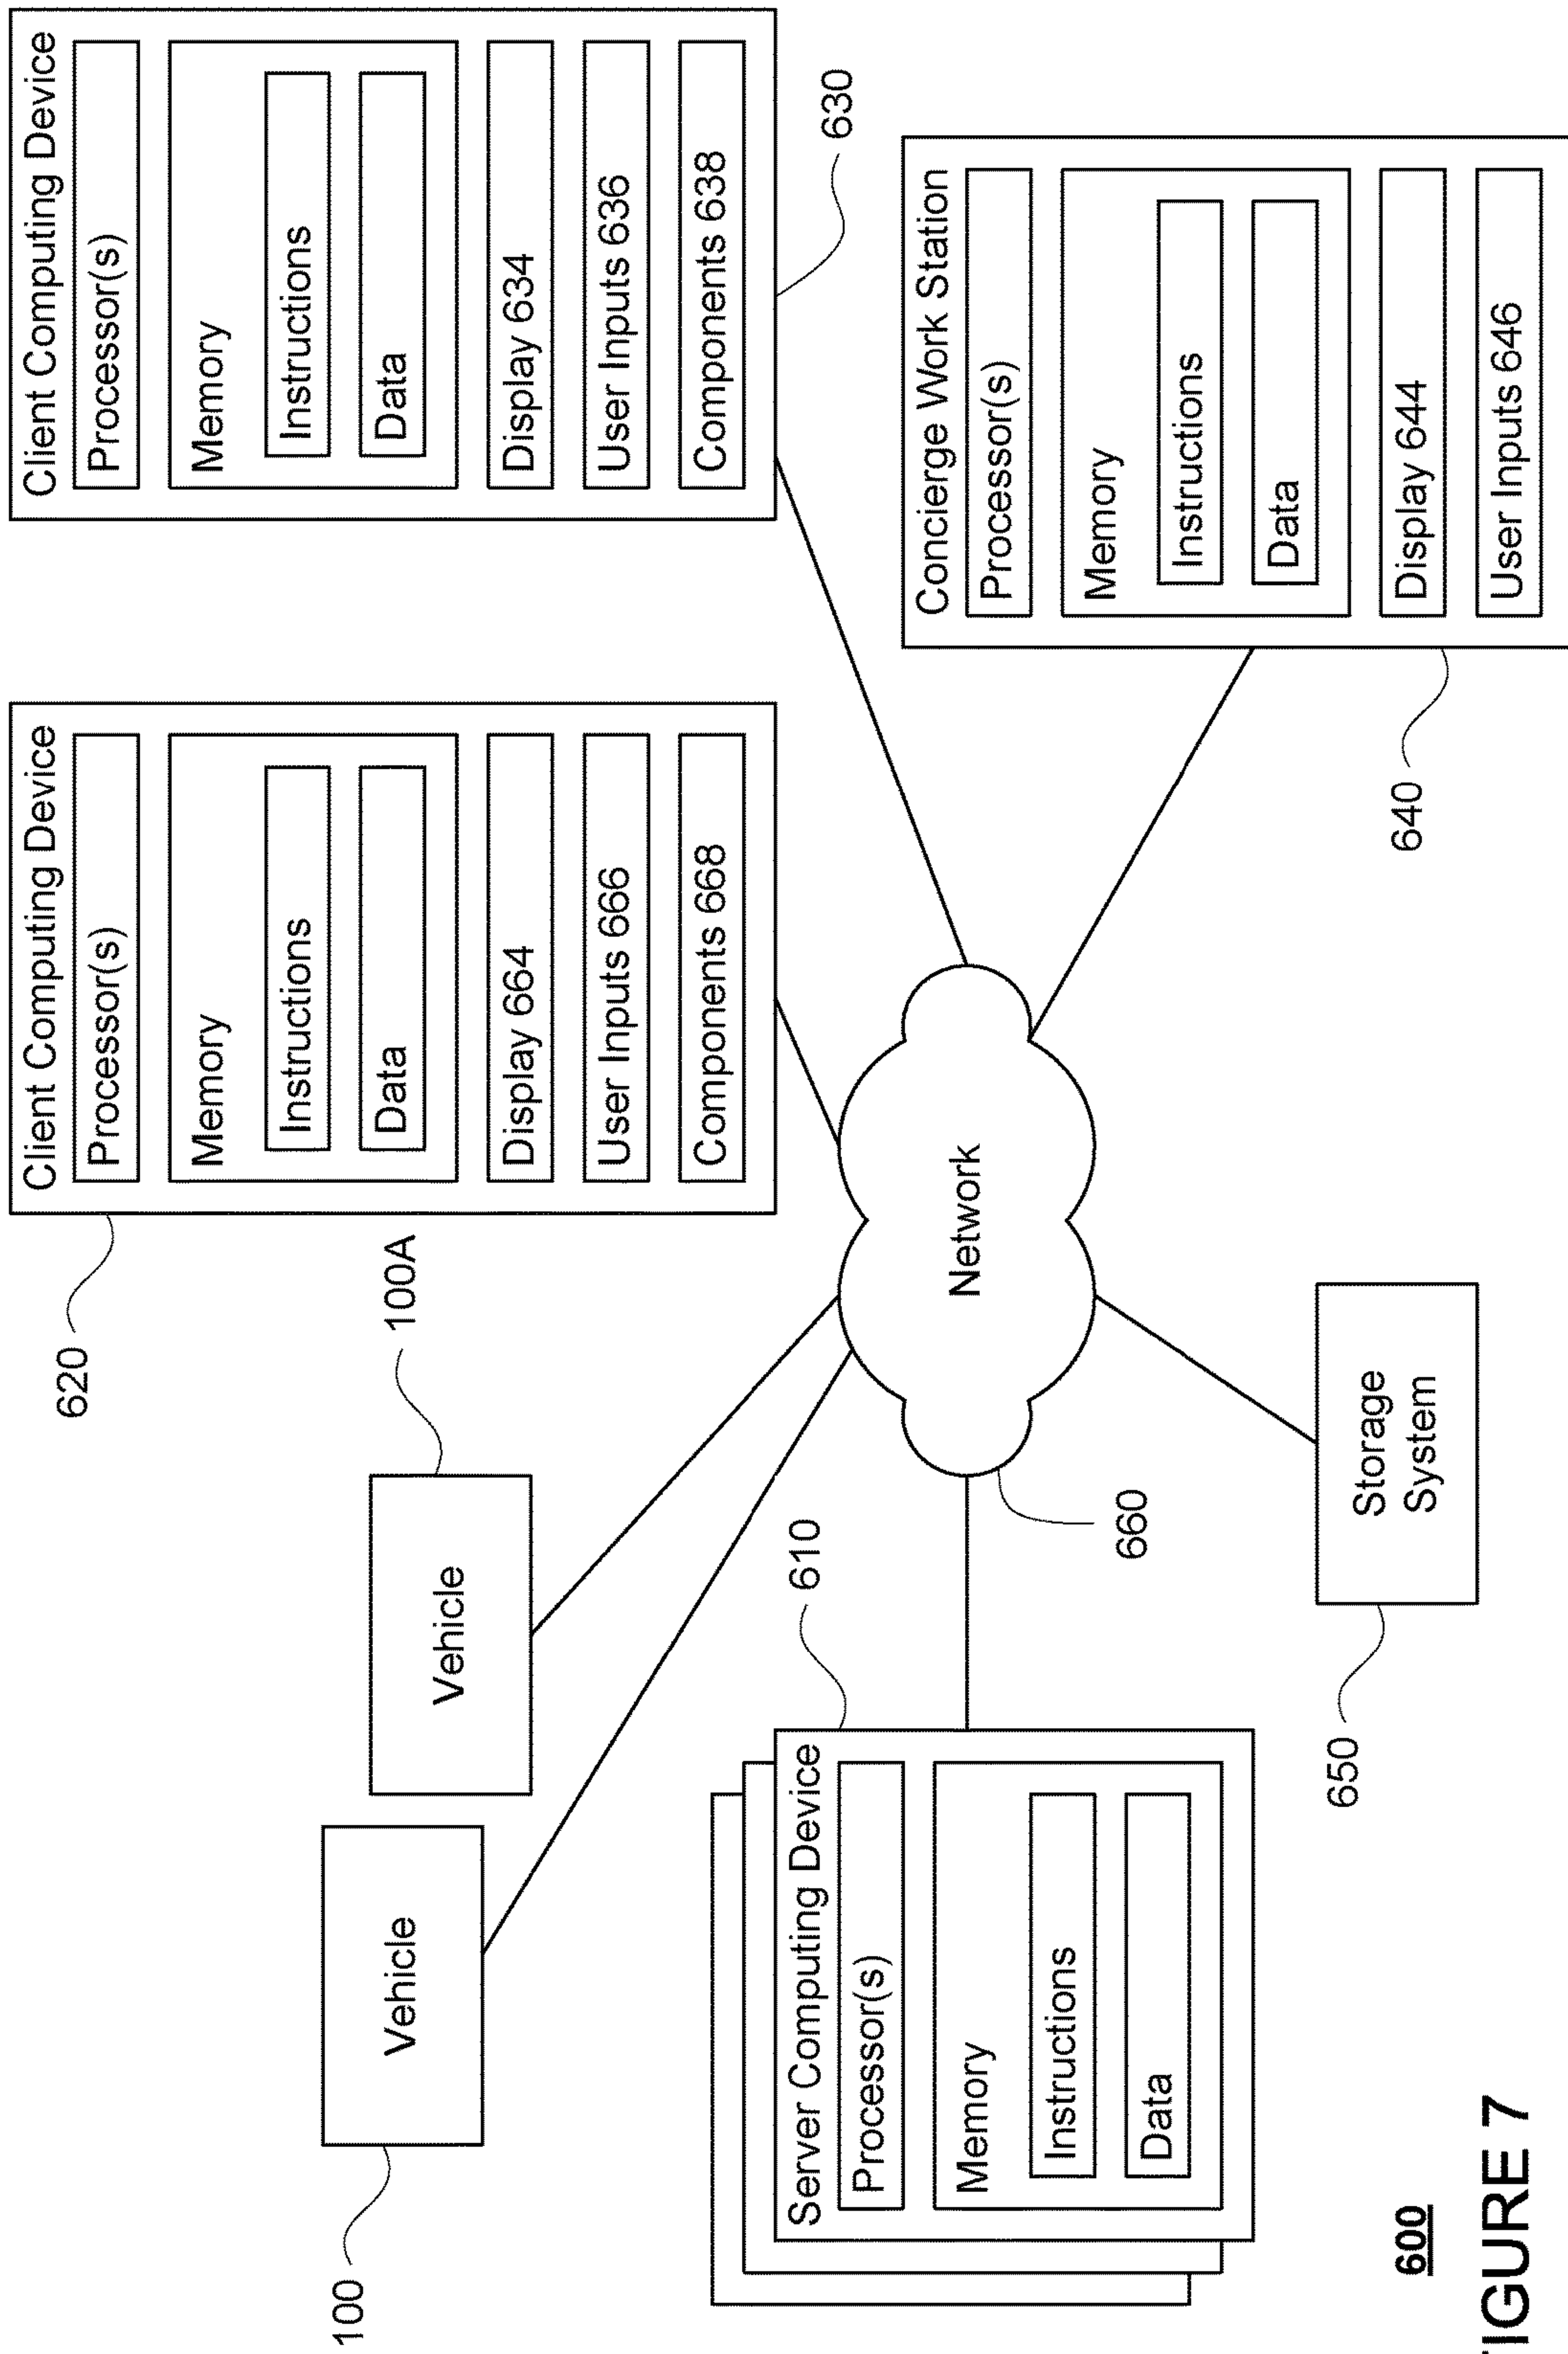 Client Computing Device
Processor(s)
Memory
Instructions
Data
Display 664
User Inputs 666
Components 668
620
Client Computing Device
Processor(s)
Memory
Instructions
Data
Display 634
User Inputs 636
Components 638
630
Vehicle
100
Vehicle
100A
Server Computing Device
Processor(s)
Memory
Instructions
Data
610
Network
660
Concierge Work Station
Processor(s)
Memory
Instructions
Data
Display 644
User Inputs 646
640
Storage
System
650
600
FIGURE 7